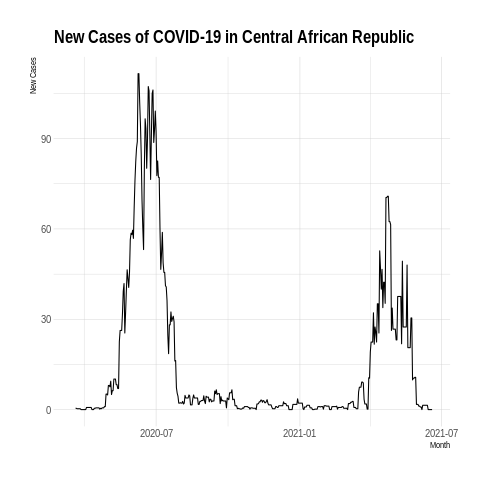 New Cases of COVID-19 in Central African Republic
New Cases
90
60
30
0
2020-07
2021-01
2021-07
Month